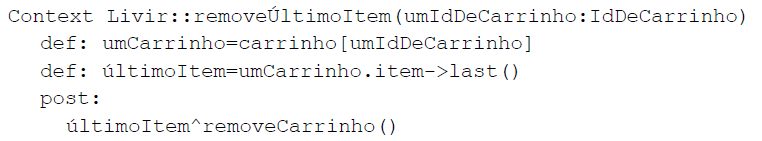 Context Livir::removeÚltimoItem(umIdDeCarrinho:IdDeCarrinho)
def: umCarrinho=carrinho[umIdDeCarrinho]
def: últimoItem=umCarrinho.item->last()
post:
últimoItem^removeCarrinho()